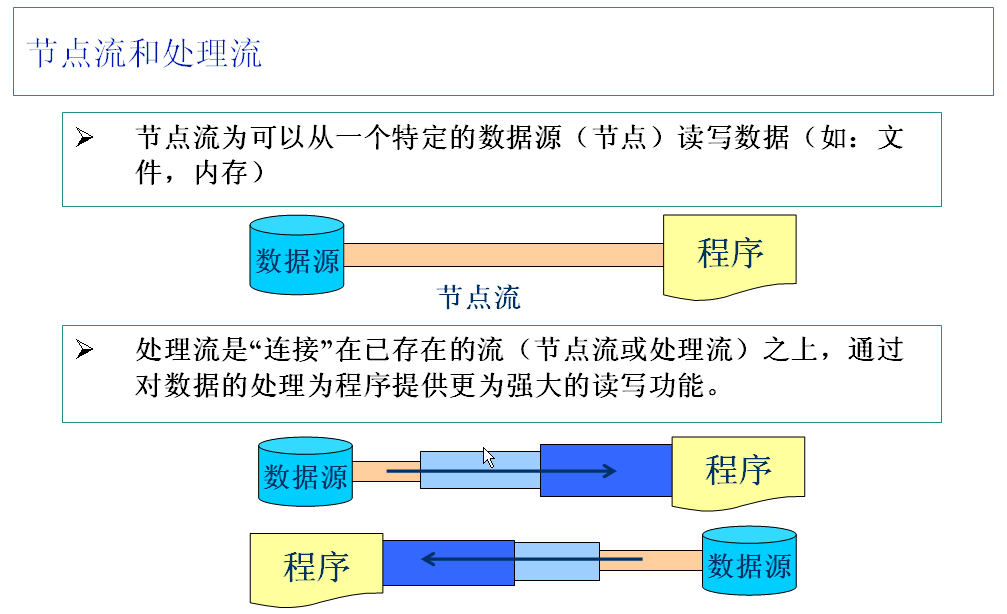 节点流和处理流
节点流为可以从一个特定的数据源（节点）读写数据（如：文
件，内存）
数据源
程序
节点流
处理流是“连接”在已存在的流（节点流或处理流）之上，通过
对数据的处理为程序提供更为强大的读写功能。
数据源
程序
程序
数据源